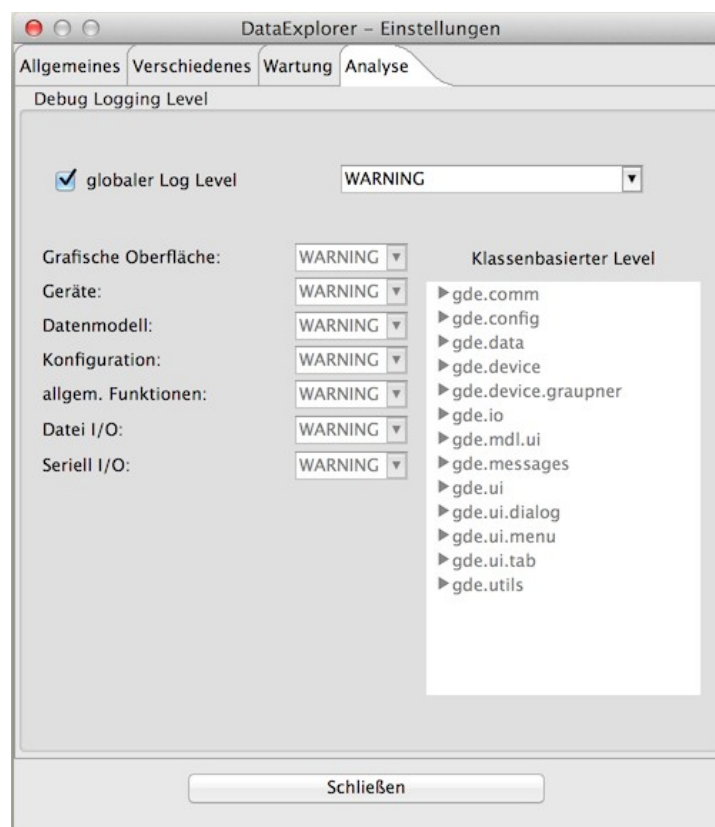 DataExplorer – Einstellungen
Allgemeines Verschiedenes Wartung Analyse
Debug Logging Level
globaler Log Level WARNING
Grafische Oberfläche: WARNING
Geräte: WARNING
Datenmodell: WARNING
Konfiguration: WARNING
allgem. Funktionen: WARNING
Datei I/O: WARNING
Seriell I/O: WARNING
Klassenbasierter Level
gde.comm
gde.config
gde.data
gde.device
gde.device.graupner
gde.io
gde.mdl.ui
gde.messages
gde.ui
gde.ui.dialog
gde.ui.menu
gde.ui.tab
gde.utils
Schließen